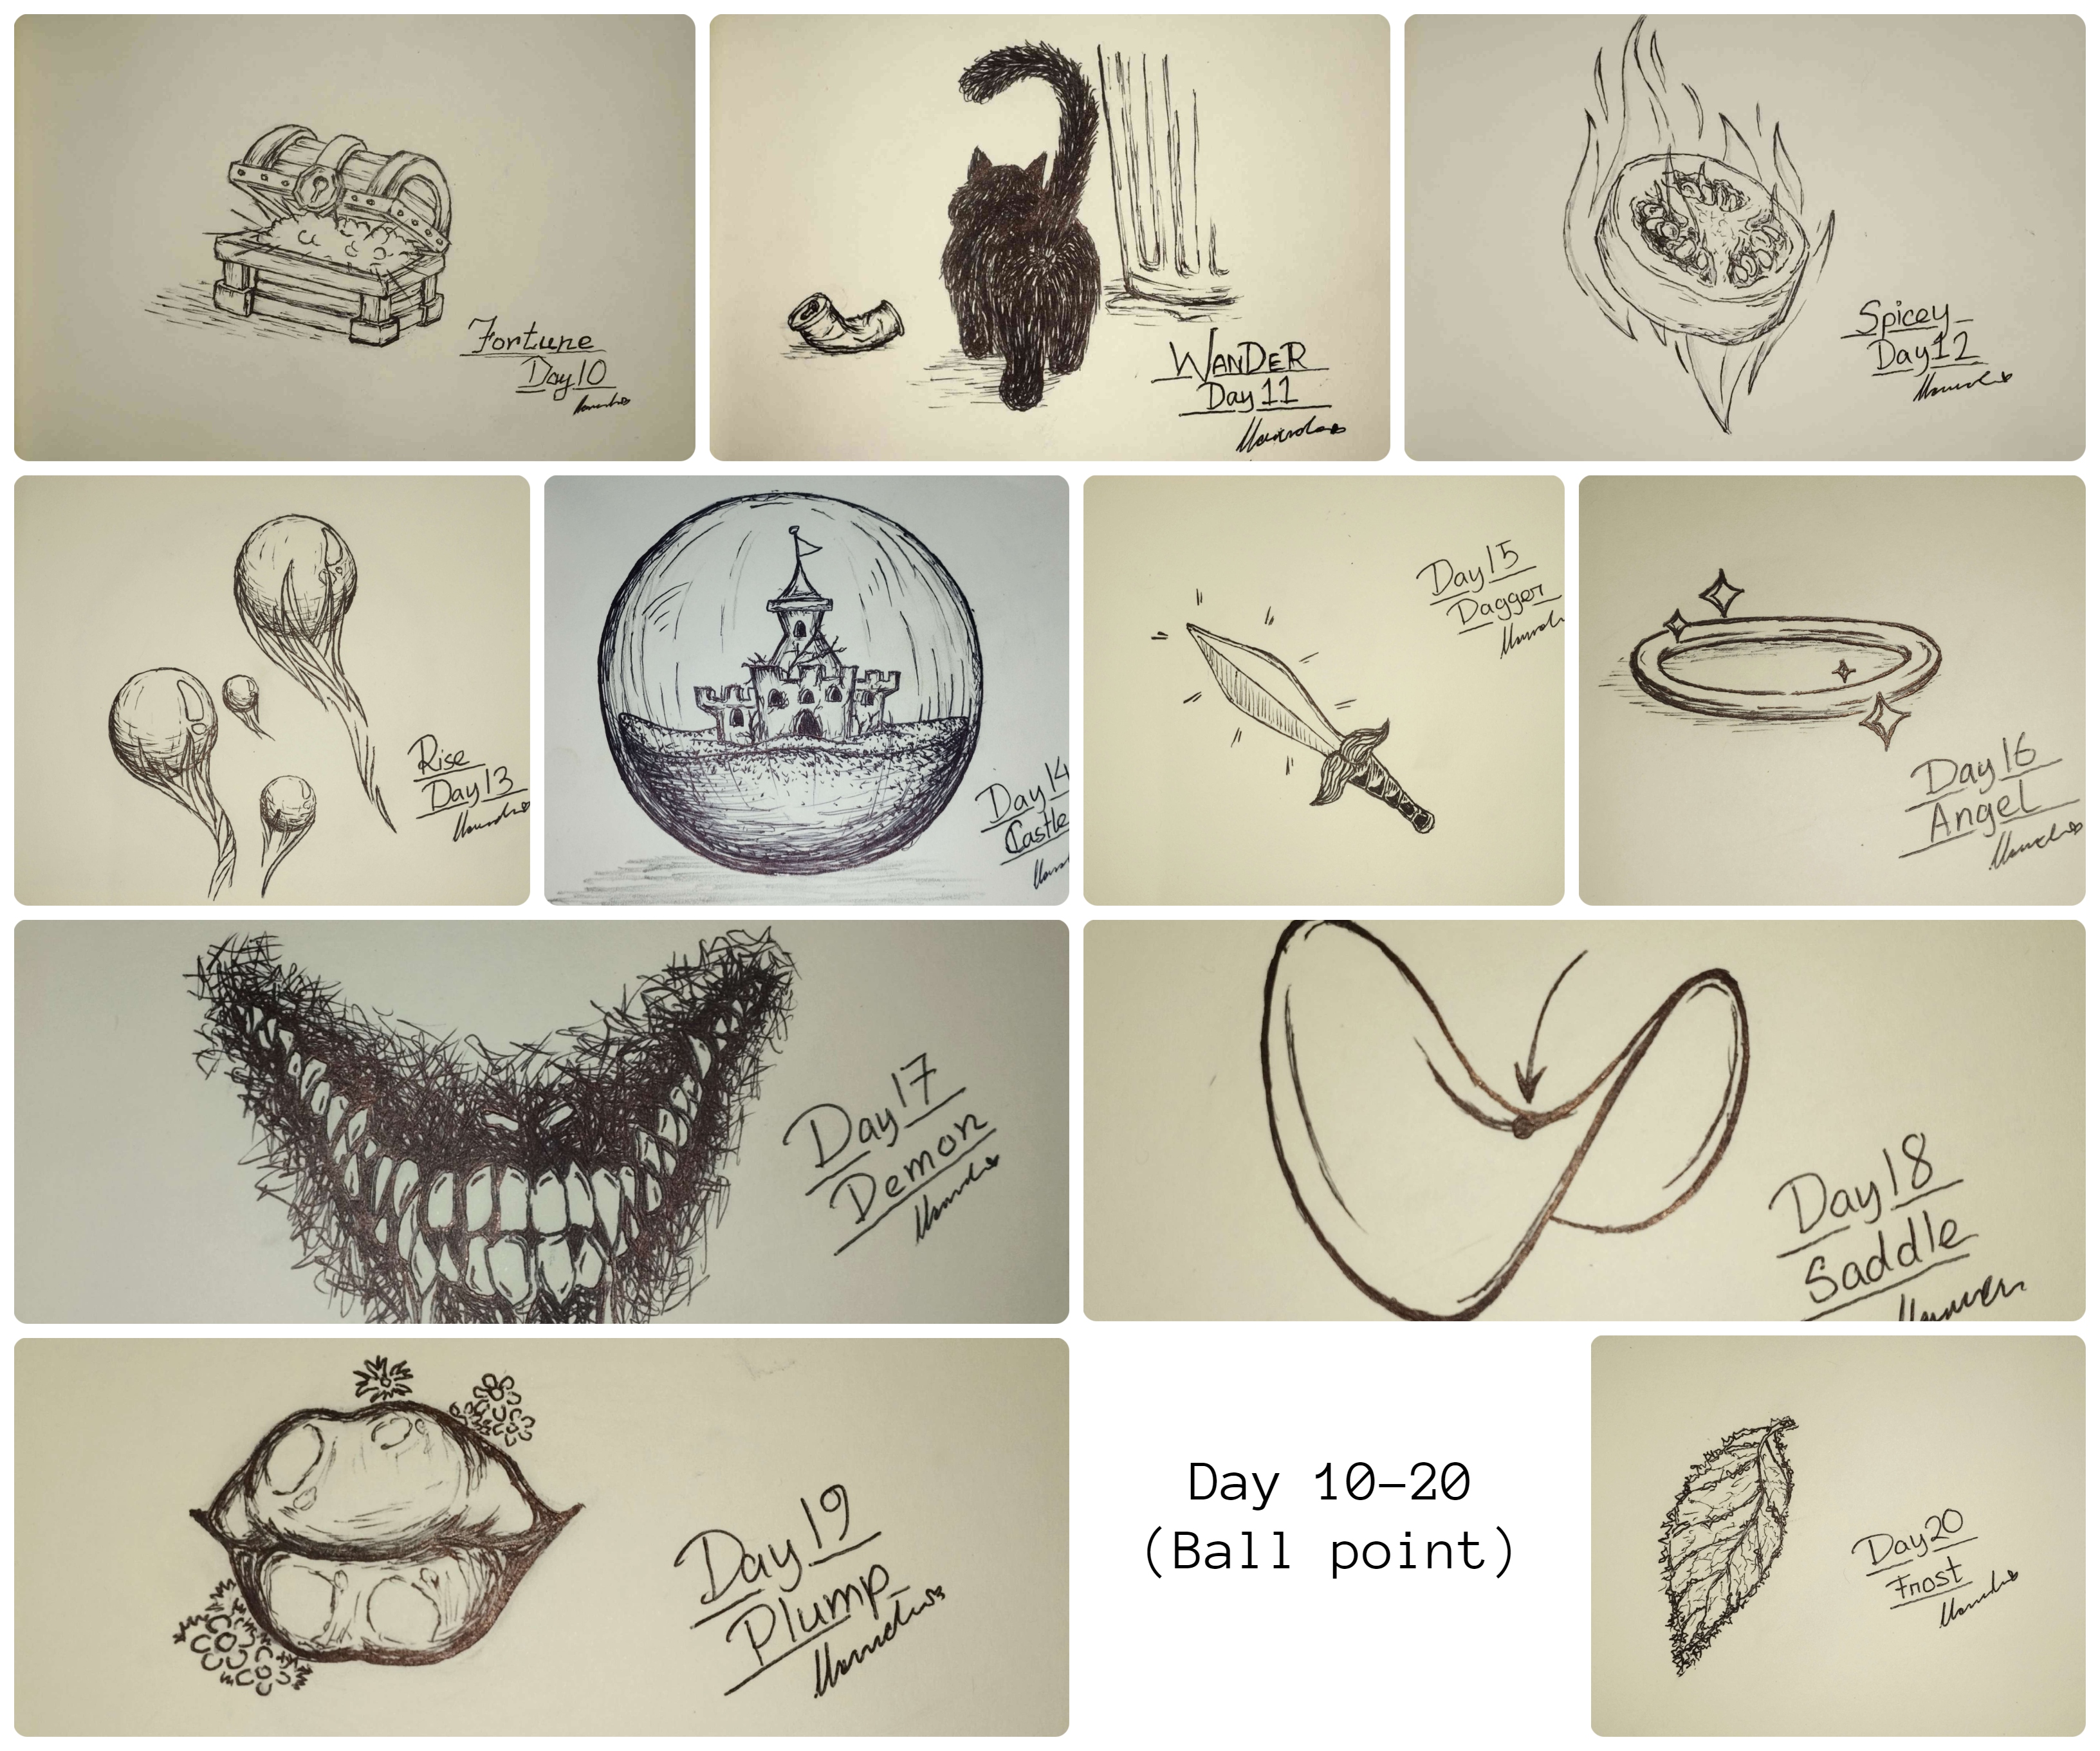 Fortune
Day 10
WANDER
Day 11
Spicey
Day 12
Rise
Day 13
Day 14
Castle
Day 15
Dagger
Day 16
Angel
Day 17
Demon
Day 18
Saddle
Day 19
Plump
Day 10-20
(Ball point)
Day 20
Frost